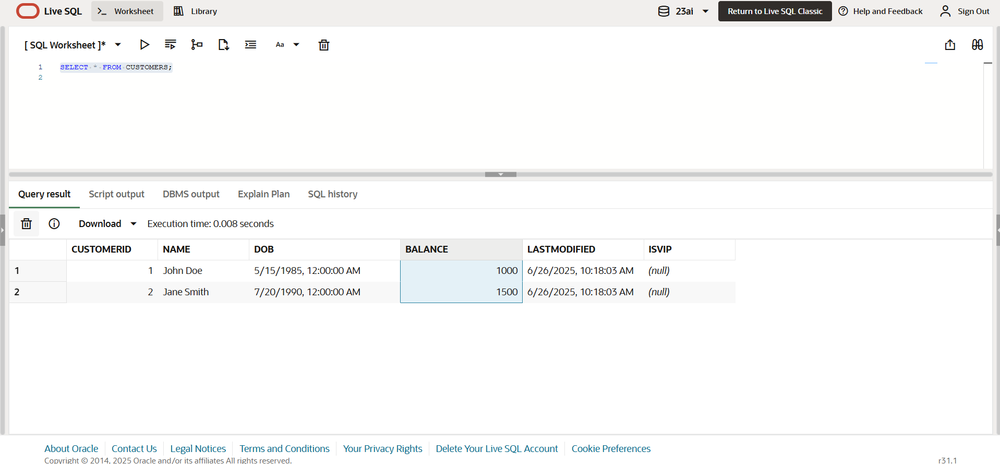 Live SQL Worksheet Library 23ai Return to Live SQL Classic Help and Feedback Sign Out
[ SQL Worksheet ]* Aa
1 SELECT * FROM CUSTOMERS;
2
Query result Script output DBMS output Explain Plan SQL history
Download Execution time: 0.008 seconds
CUSTOMERID NAME DOB BALANCE LASTMODIFIED ISVIP
1 1 John Doe 5/15/1985, 12:00:00 AM 1000 6/26/2025, 10:18:03 AM (null)
2 2 Jane Smith 7/20/1990, 12:00:00 AM 1500 6/26/2025, 10:18:03 AM (null)
About Oracle Contact Us Legal Notices Terms and Conditions Your Privacy Rights Delete Your Live SQL Account Cookie Preferences
Copyright © 2014, 2025 Oracle and/or its affiliates All rights reserved. r31.1